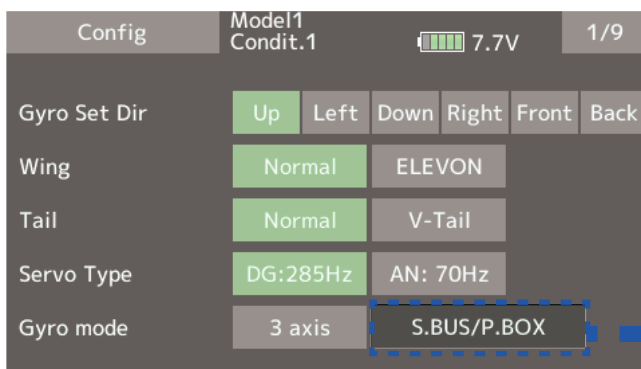 Config Model1 Condit.1 7.7V 1/9
Gyro Set Dir Up Left Down Right Front Back
Wing Normal ELEVON
Tail Normal V-Tail
Servo Type DG:285Hz AN: 70Hz
Gyro mode 3 axis S.BUS/P.BOX